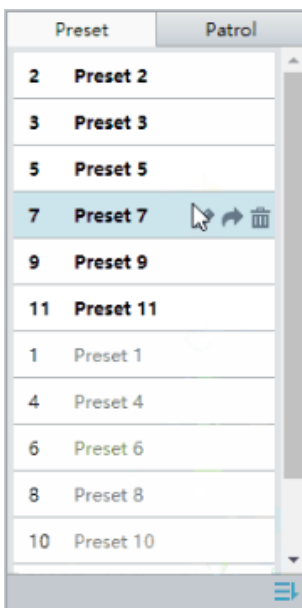 Preset Patrol
2 Preset 2
3 Preset 3
5 Preset 5
7 Preset 7
9 Preset 9
11 Preset 11
1 Preset 1
4 Preset 4
6 Preset 6
8 Preset 8
10 Preset 10